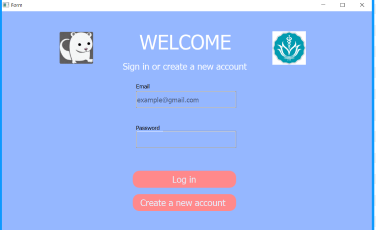 Form
WELCOME
Sign in or create a new account
Email
example@gmail.com
Password
Log in
Create a new account